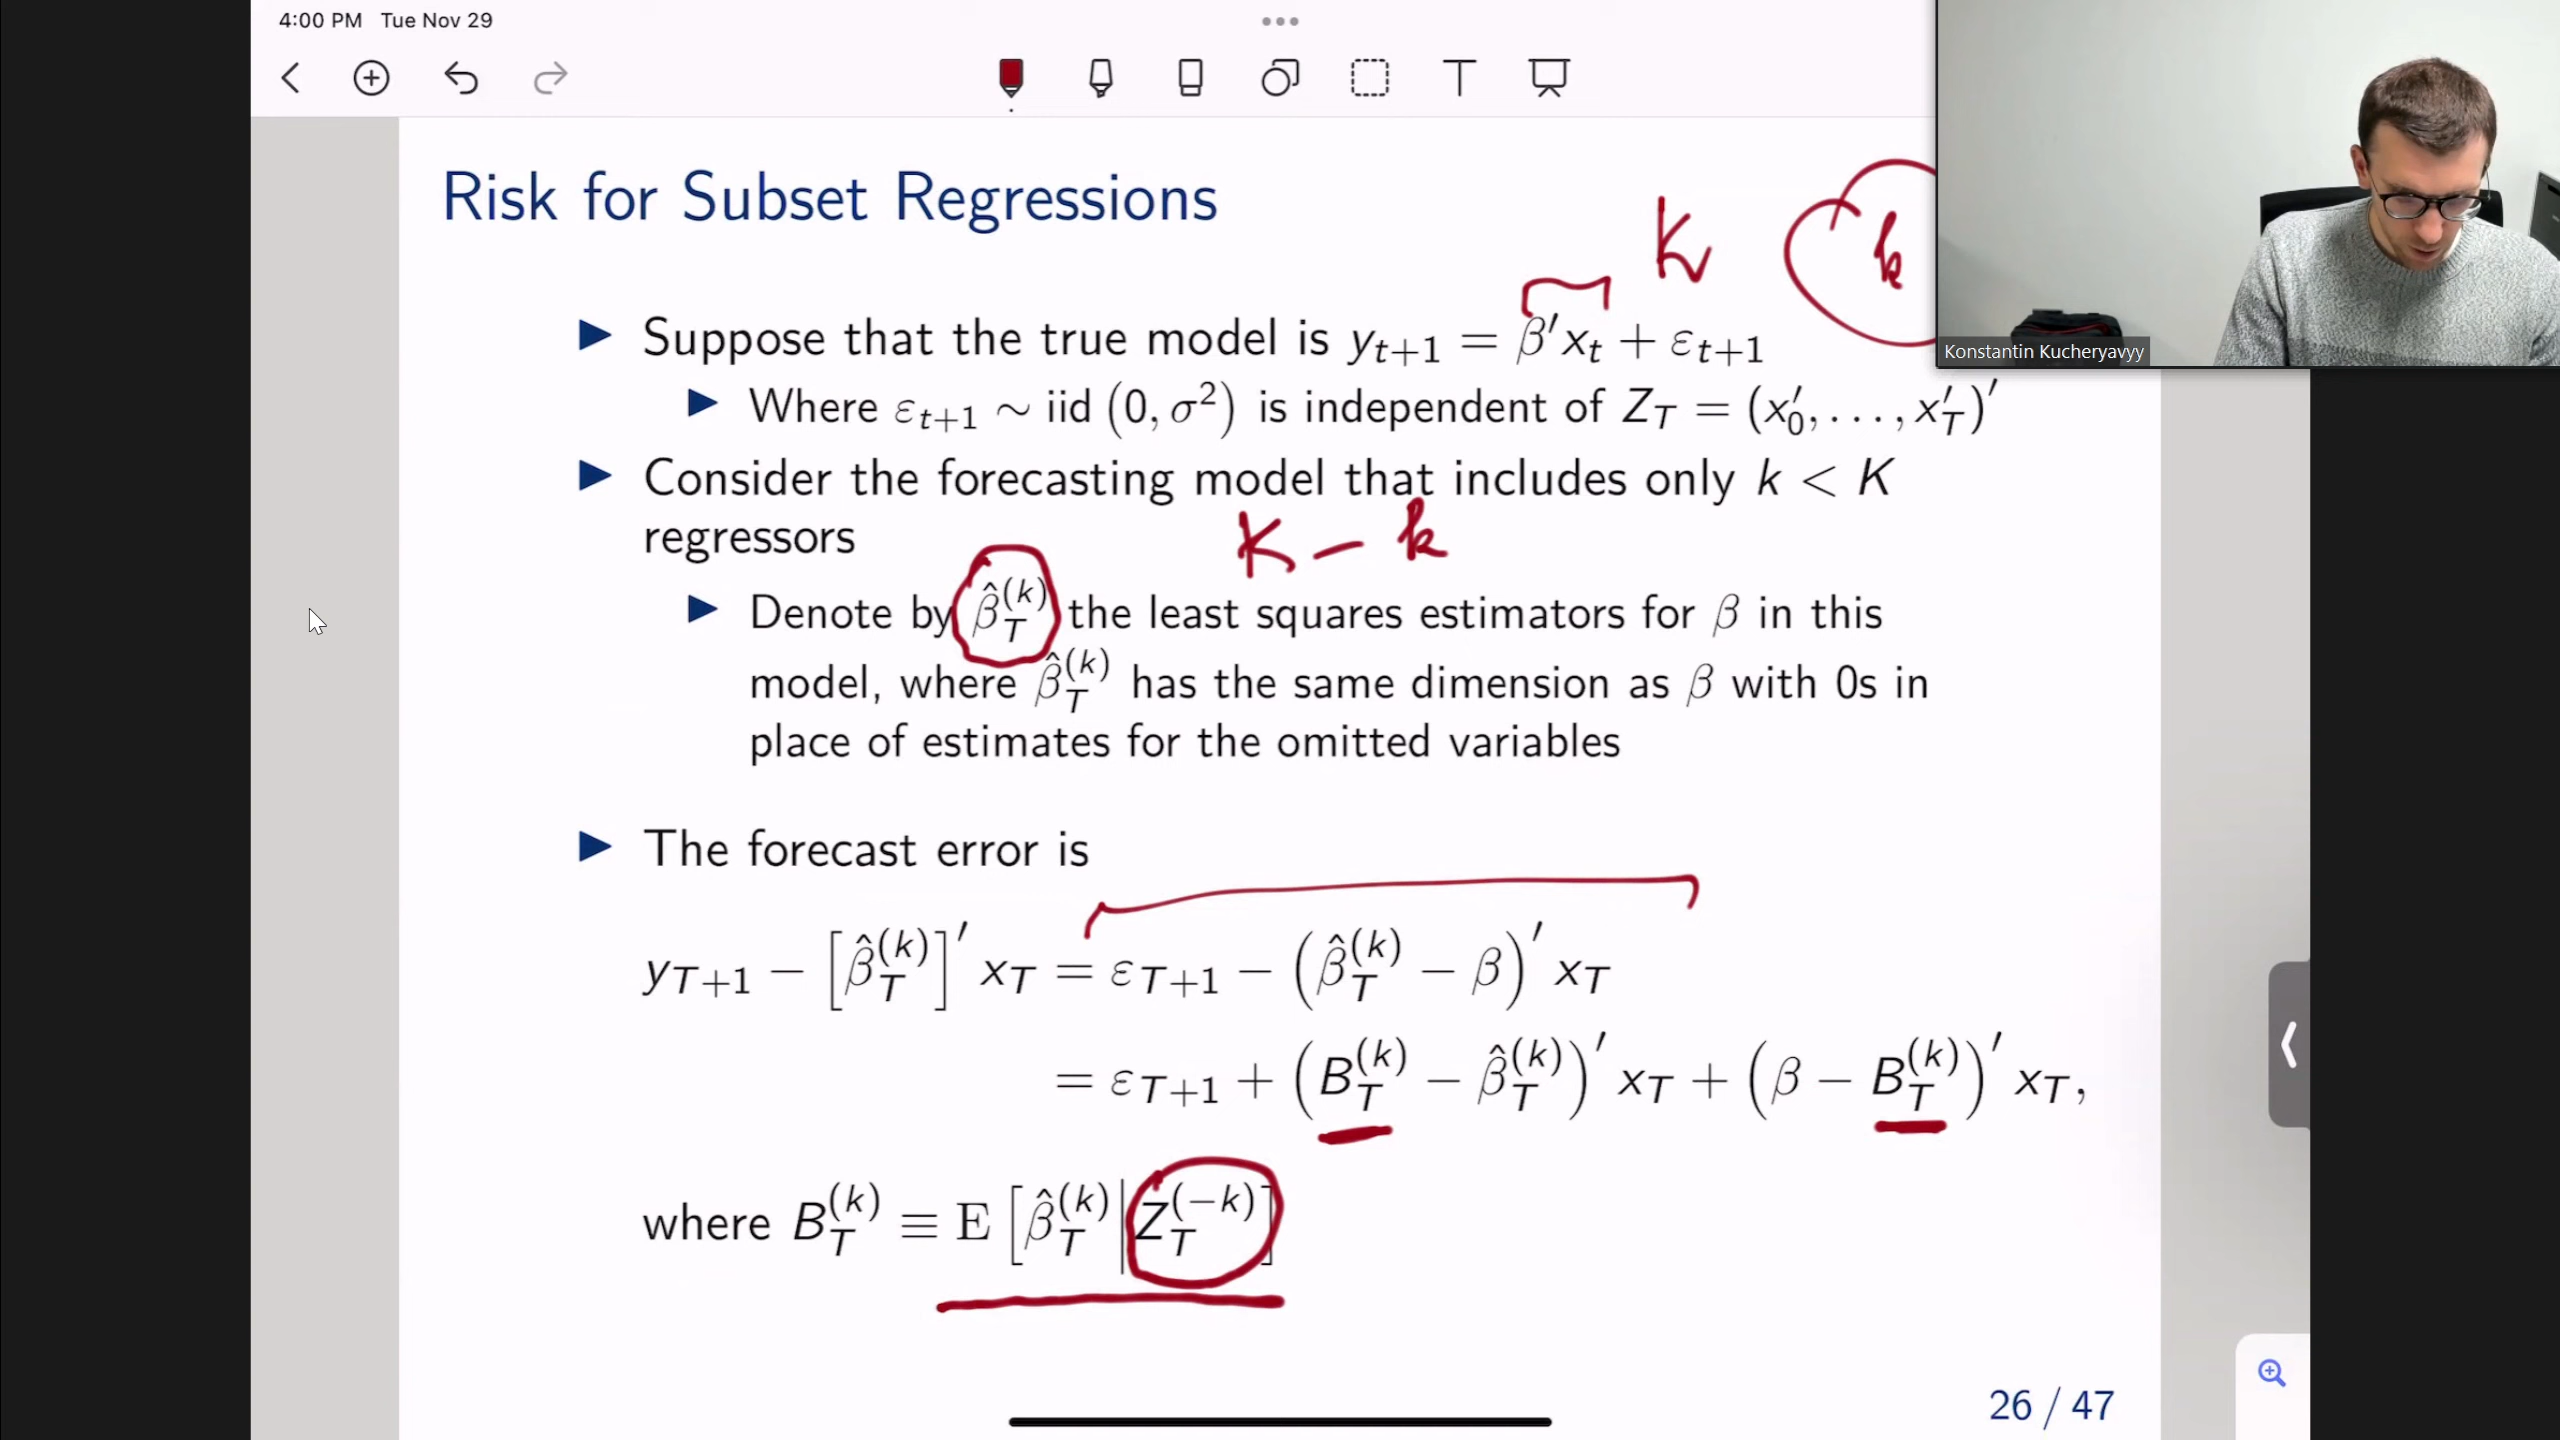 4:00 PM Tue Nov 29
Risk for Subset Regressions
K
k
▶ Suppose that the true model is y_{t+1} = β′x_t + ε_{t+1}
▶ Where ε_{t+1} ∼ iid (0, σ²) is independent of Z_T = (x′_0, . . . , x′_T)′
▶ Consider the forecasting model that includes only k < K
regressors
K – k
▶ Denote by β̂_T^{(k)} the least squares estimators for β in this
model, where β̂_T^{(k)} has the same dimension as β with 0s in
place of estimates for the omitted variables
▶ The forecast error is
y_{T+1} − [β̂_T^{(k)}]′ x_T = ε_{T+1} − (β̂_T^{(k)} − β)′ x_T
= ε_{T+1} + (B_T^{(k)} − β̂_T^{(k)})′ x_T + (β − B_T^{(k)})′ x_T,
where B_T^{(k)} ≡ E [β̂_T^{(k)} | Z_T^{(−k)}]
26 / 47
Konstantin Kucheryavyy